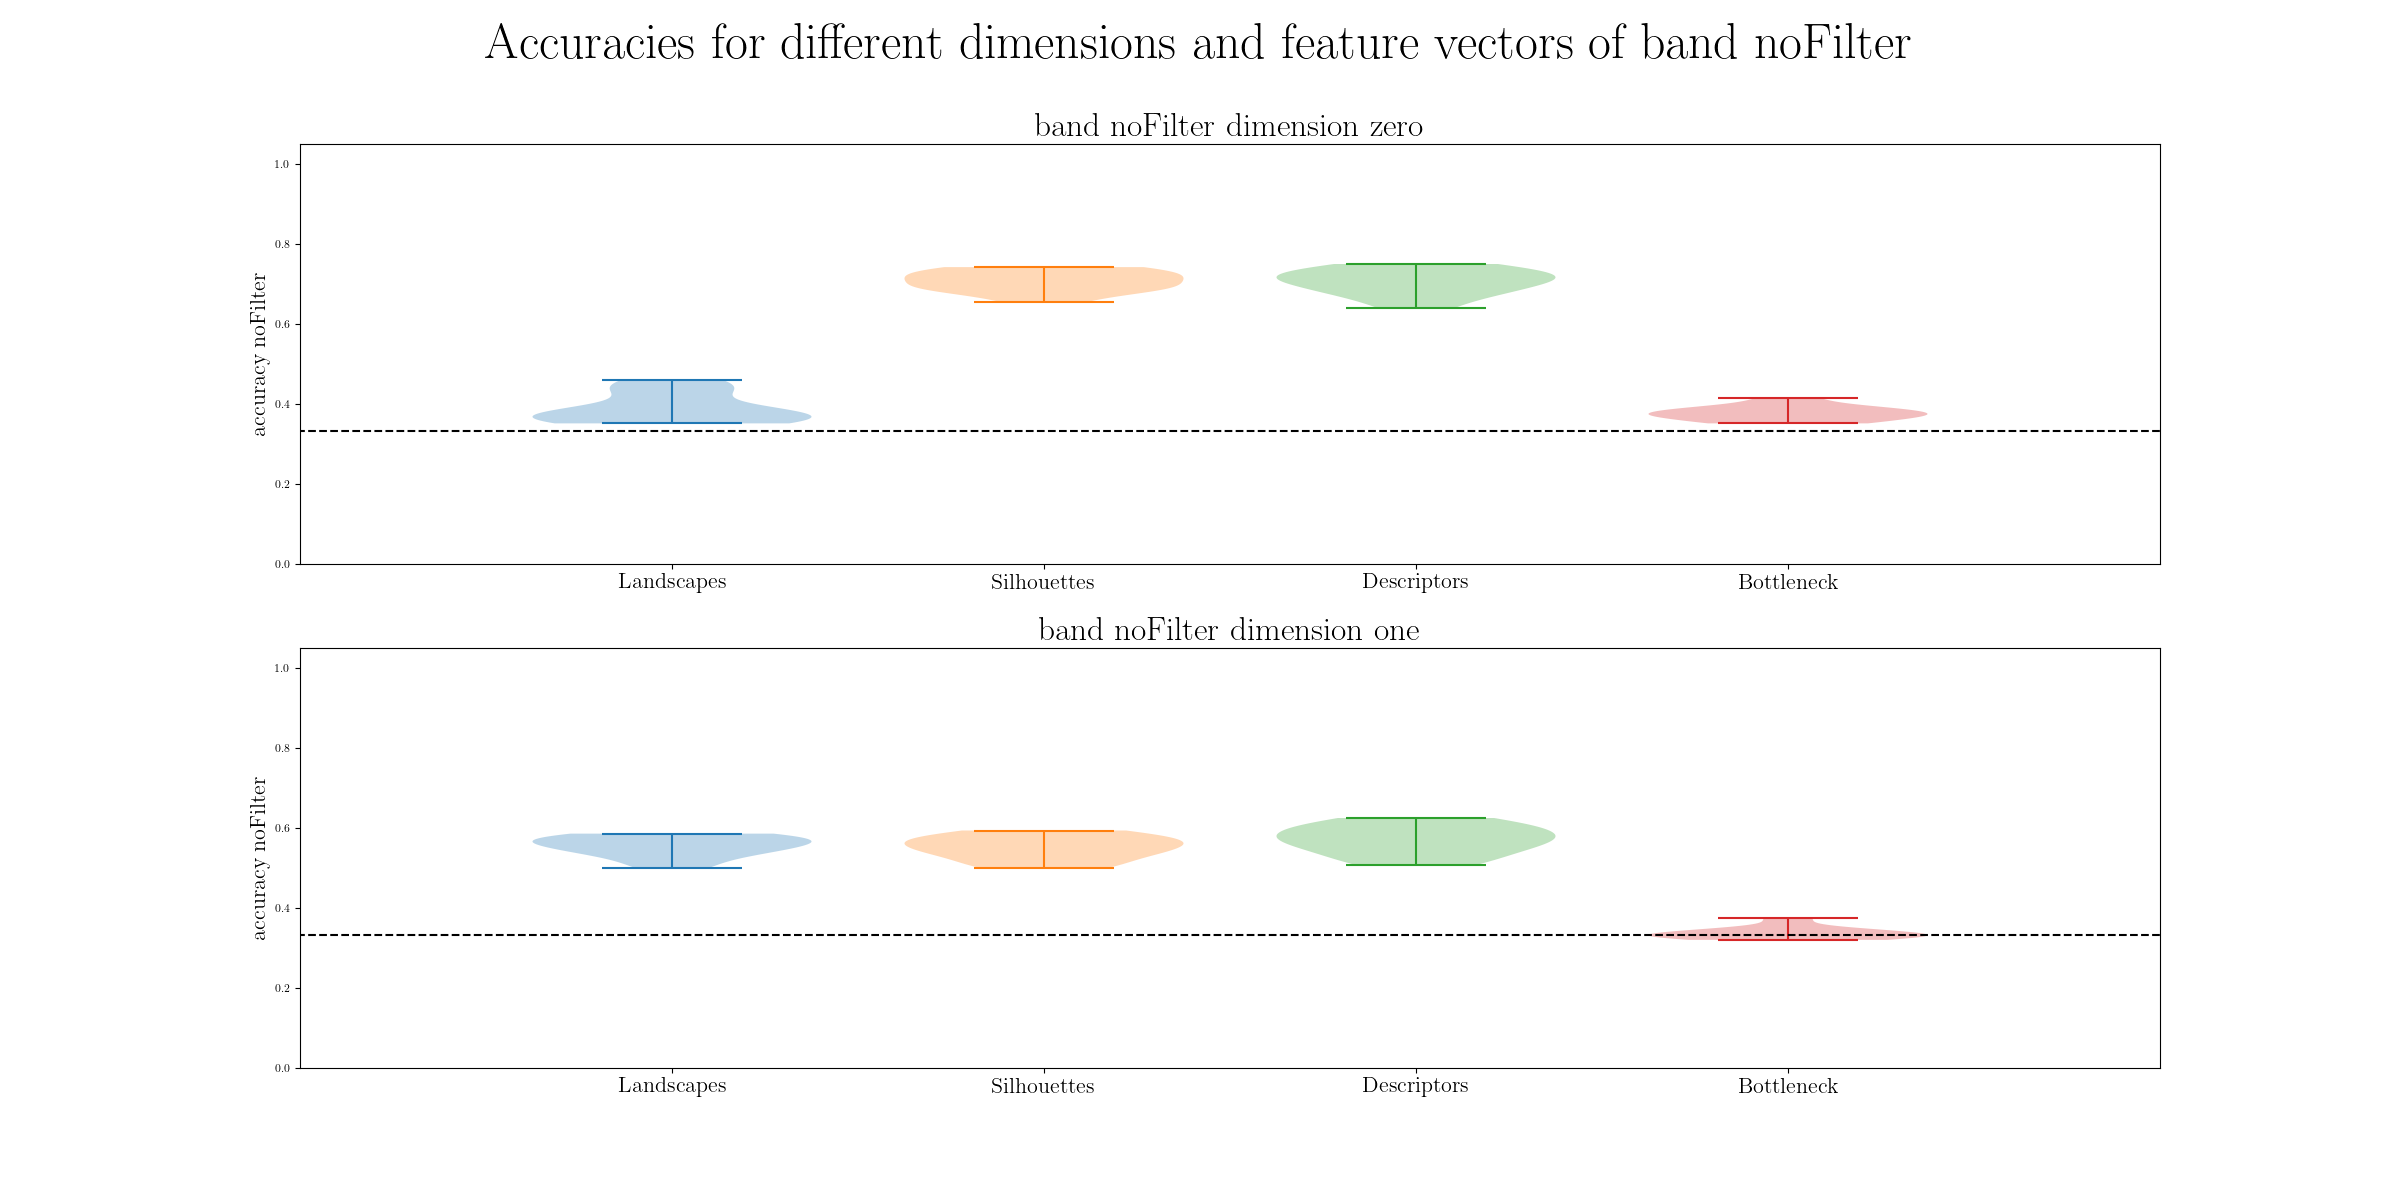 Accuracies for different dimensions and feature vectors of band noFilter
band noFilter dimension zero
accuracy noFilter
1.0
0.8
0.6
0.4
0.2
0.0
Landscapes Silhouettes Descriptors Bottleneck
band noFilter dimension one
accuracy noFilter
1.0
0.8
0.6
0.4
0.2
0.0
Landscapes Silhouettes Descriptors Bottleneck